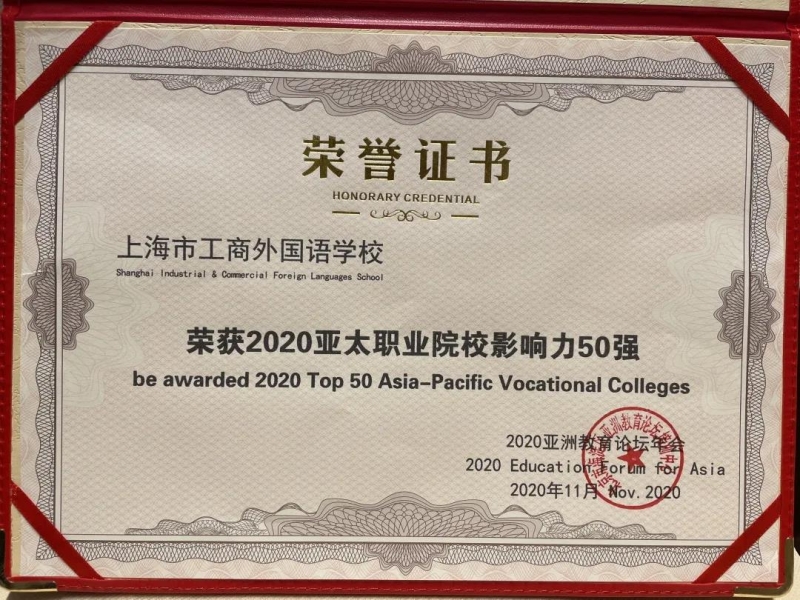 荣誉证书
HONORARY CREDENTIAL
上海市工商外国语学校
Shanghai Industrial & Commercial Foreign Languages School
荣获2020亚太职业院校影响力50强
be awarded 2020 Top 50 Asia-Pacific Vocational Colleges
2020亚洲教育论坛年会
2020 Education Forum for Asia
2020年11月 Nov.2020